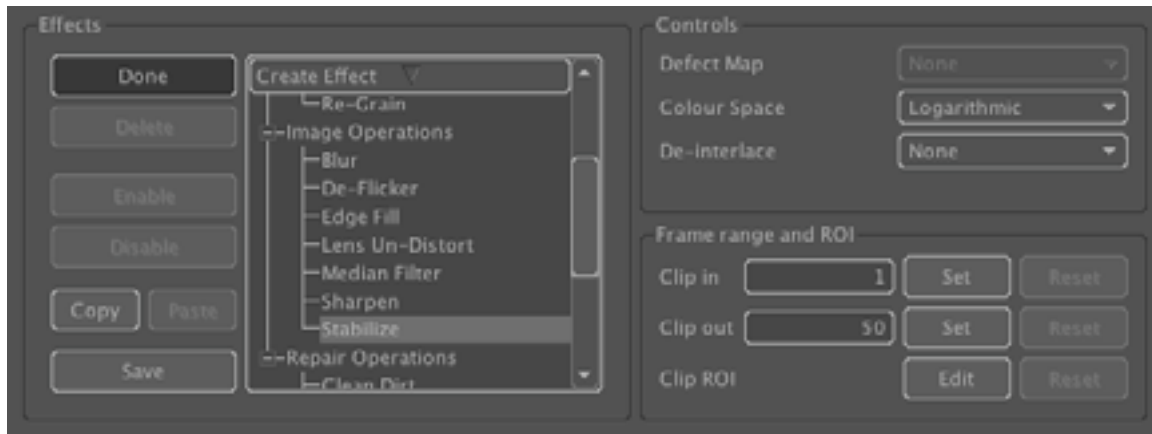 Effects
Done
Delete
Enable
Disable
Copy Paste
Save
Create Effect
Re-Grain
Image Operations
Blur
De-Flicker
Edge Fill
Lens Un-Distort
Median Filter
Sharpen
Stabilize
Repair Operations
Clean Dirt
Controls
Defect Map None
Colour Space Logarithmic
De-interlace None
Frame range and ROI
Clip in 1 Set Reset
Clip out 50 Set Reset
Clip ROI Edit Reset